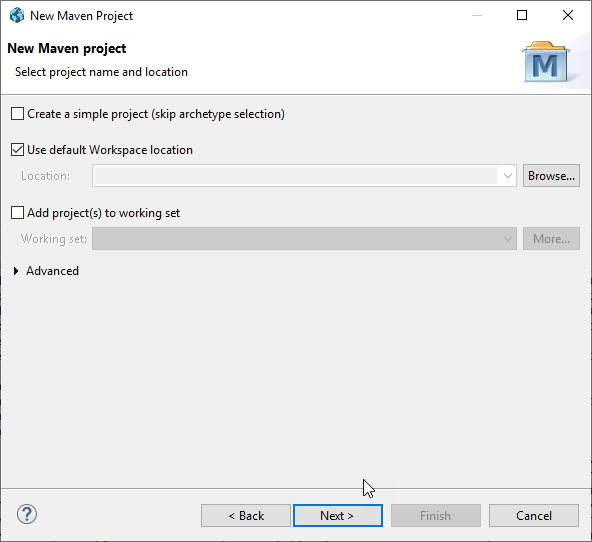 New Maven Project
New Maven project
Select project name and location
M
Create a simple project (skip archetype selection)
Use default Workspace location
Location:
Browse...
Add project(s) to working set
Working set:
More...
Advanced
?
< Back
Next >
Finish
Cancel